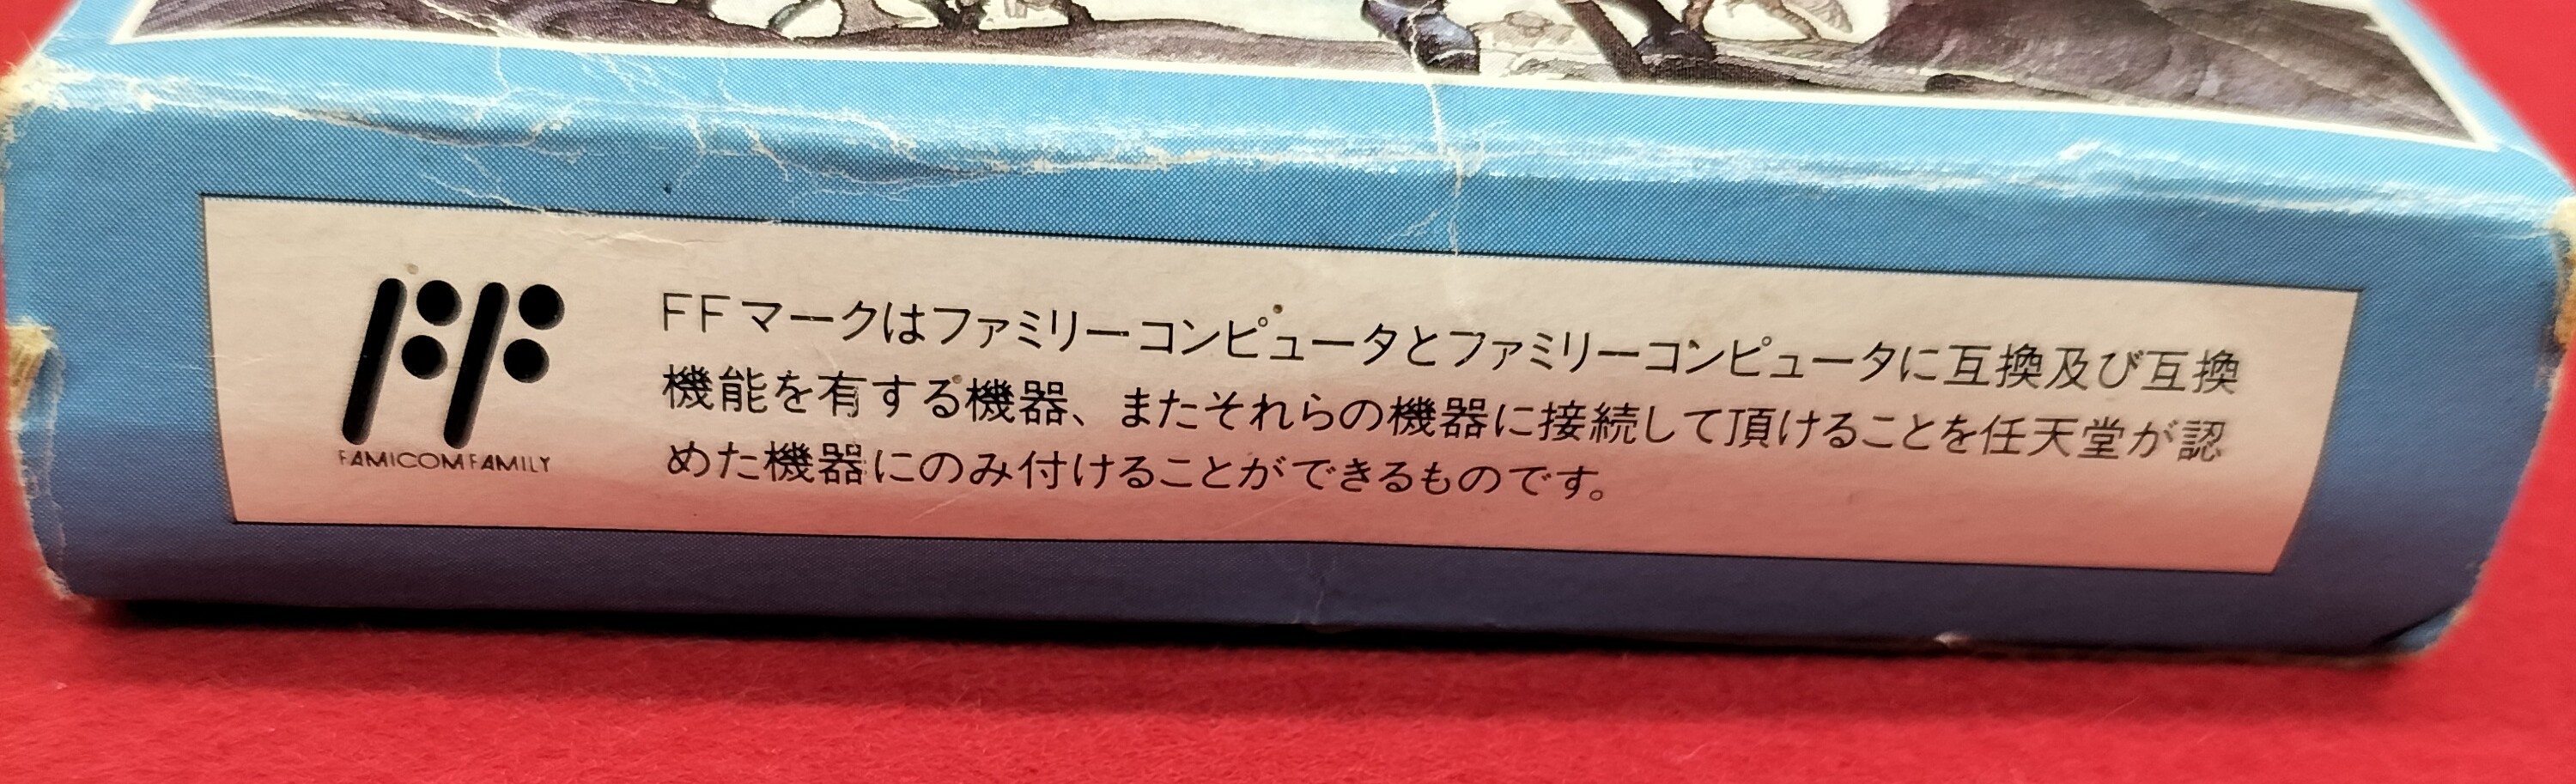 FFマークはファミリーコンピュータとファミリーコンピュータに互換及び互換
機能を有する機器、またそれらの機器に接続して頂けることを任天堂が認
めた機器にのみ付けることができるものです。
FF
FAMICOM FAMILY